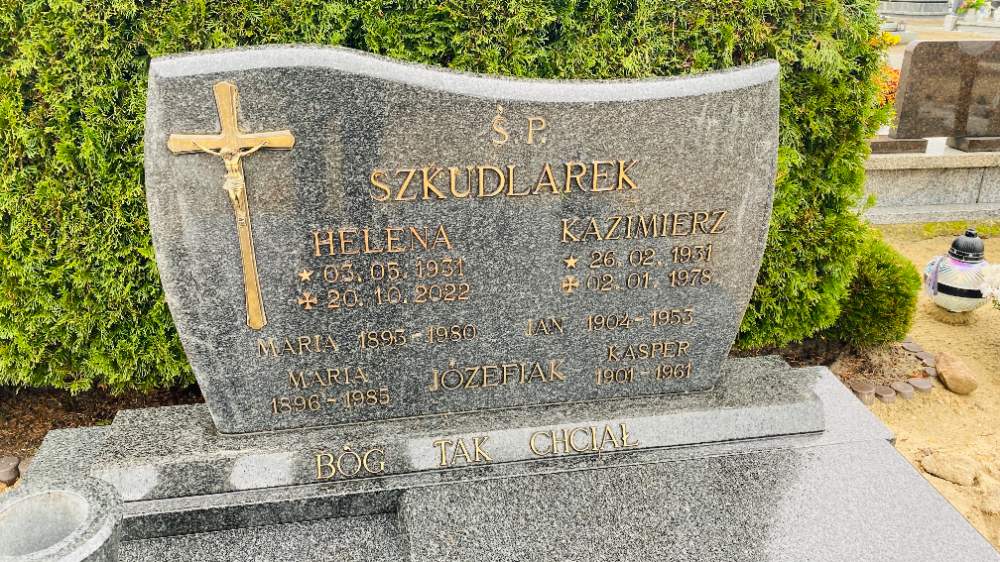 Ś.P.
SZKUDLAREK
HELENA KAZIMIERZ
03.05.1931 26.02.1931
20.10.2022 02.01.1978
MARIA 1895-1980 JAN 1904-1953
MARIA JÓZEFIAK KASPER
1896-1985 1901-1961
BÓG TAK CHCIAŁ